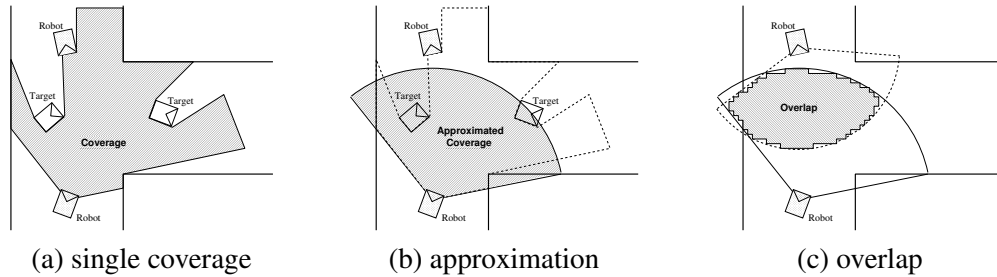 Robot
Target
Target
Coverage
Robot
(a) single coverage
Robot
Target
Target
Approximated
Coverage
Robot
(b) approximation
Robot
Overlap
Robot
(c) overlap